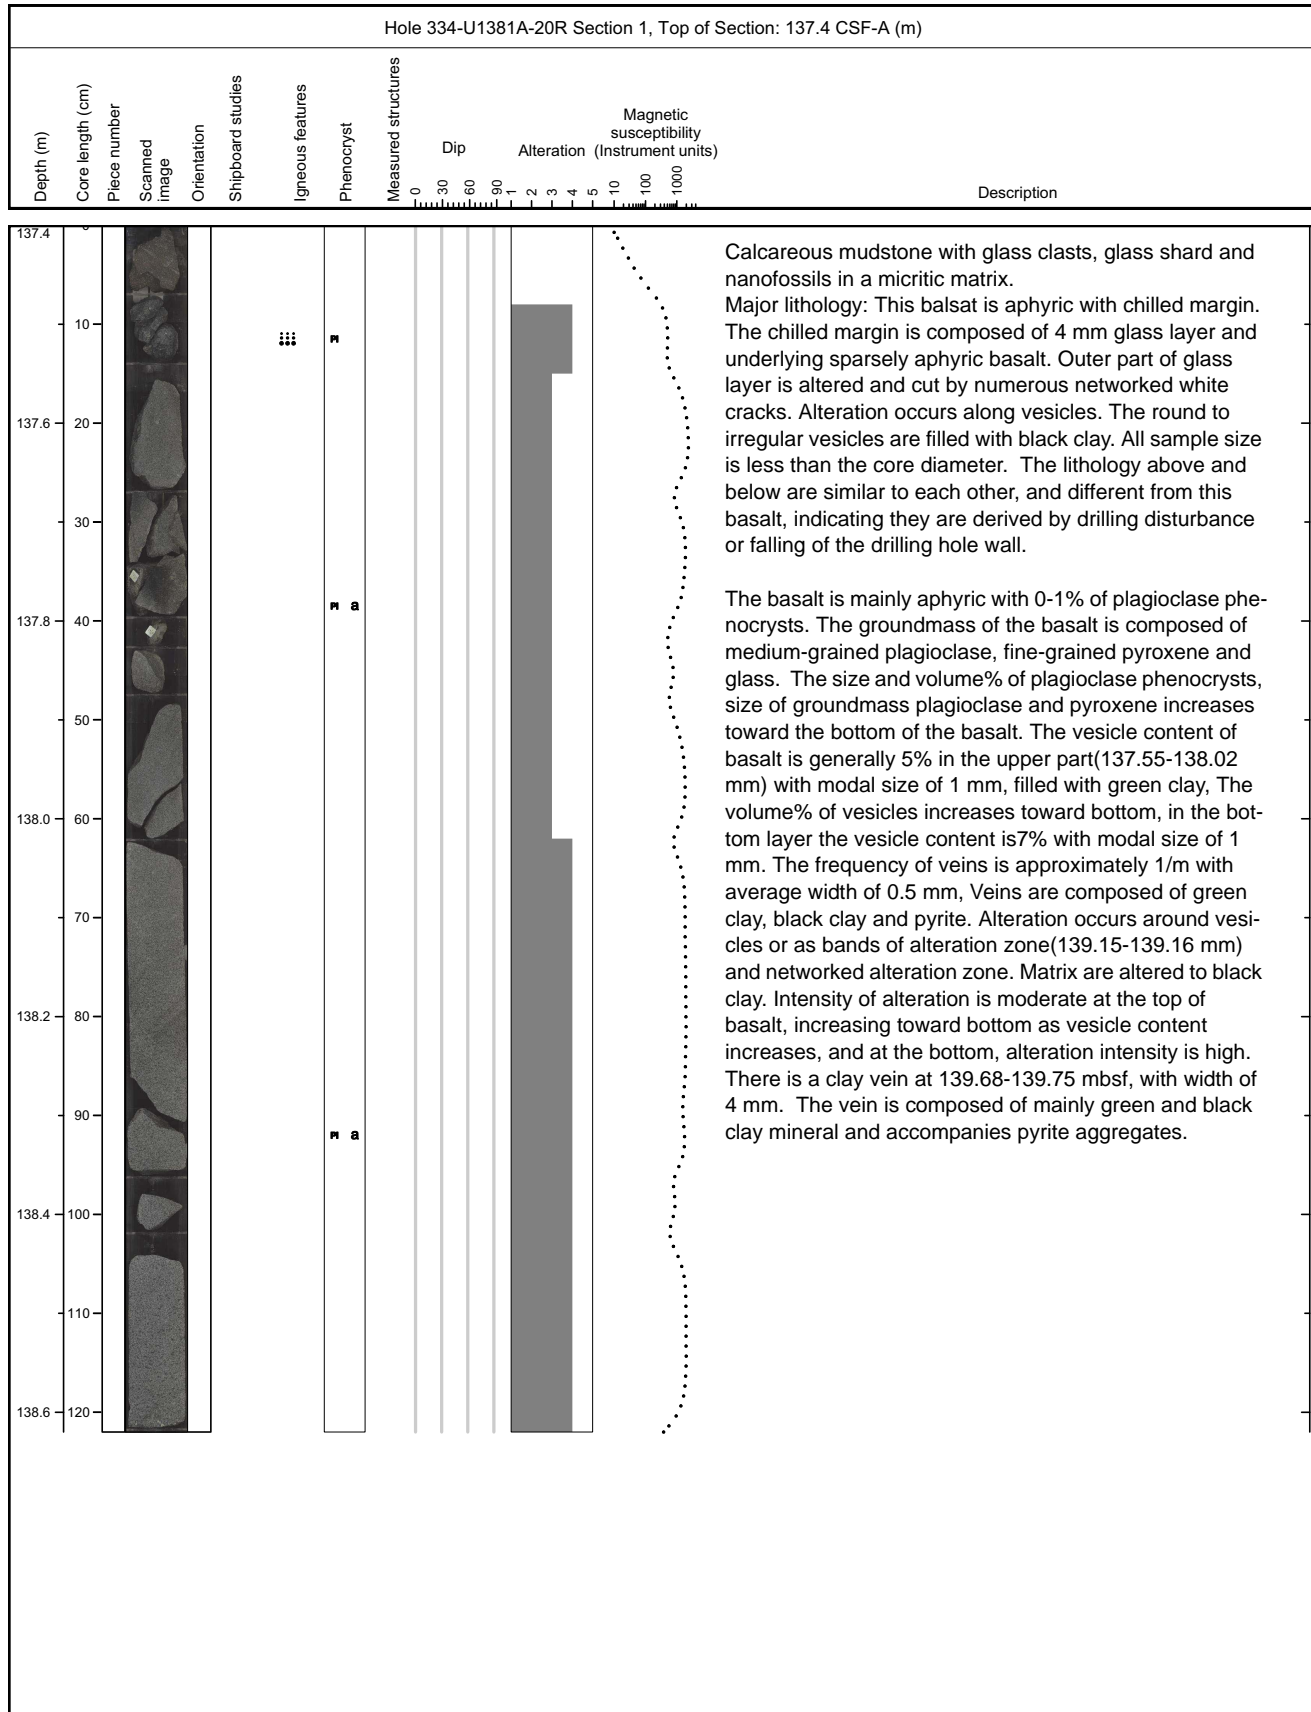 Hole 334-U1381A-20R Section 1, Top of Section: 137.4 CSF-A (m)
Depth (m)
Core length (cm)
Piece number
Scanned
image
Orientation
Shipboard studies
Igneous features
Phenocryst
Measured structures
Dip
0 30 60 90
Alteration
1 2 3 4 5
Magnetic
susceptibility
(Instrument units)
10 100 1000
Description
137.4
0
10
137.6
20
30
137.8
40
50
138.0
60
70
138.2
80
90
138.4
100
110
138.6
120
Pl
Pl a
Pl a
Calcareous mudstone with glass clasts, glass shard and
nanofossils in a micritic matrix.
Major lithology: This balsat is aphyric with chilled margin.
The chilled margin is composed of 4 mm glass layer and
underlying sparsely aphyric basalt. Outer part of glass
layer is altered and cut by numerous networked white
cracks. Alteration occurs along vesicles. The round to
irregular vesicles are filled with black clay. All sample size
is less than the core diameter.  The lithology above and
below are similar to each other, and different from this
basalt, indicating they are derived by drilling disturbance
or falling of the drilling hole wall.
The basalt is mainly aphyric with 0-1% of plagioclase phe-
nocrysts. The groundmass of the basalt is composed of
medium-grained plagioclase, fine-grained pyroxene and
glass.  The size and volume% of plagioclase phenocrysts,
size of groundmass plagioclase and pyroxene increases
toward the bottom of the basalt. The vesicle content of
basalt is generally 5% in the upper part(137.55-138.02
mm) with modal size of 1 mm, filled with green clay, The
volume% of vesicles increases toward bottom, in the bot-
tom layer the vesicle content is7% with modal size of 1
mm. The frequency of veins is approximately 1/m with
average width of 0.5 mm, Veins are composed of green
clay, black clay and pyrite. Alteration occurs around vesi-
cles or as bands of alteration zone(139.15-139.16 mm)
and networked alteration zone. Matrix are altered to black
clay. Intensity of alteration is moderate at the top of
basalt, increasing toward bottom as vesicle content
increases, and at the bottom, alteration intensity is high.
There is a clay vein at 139.68-139.75 mbsf, with width of
4 mm.  The vein is composed of mainly green and black
clay mineral and accompanies pyrite aggregates.